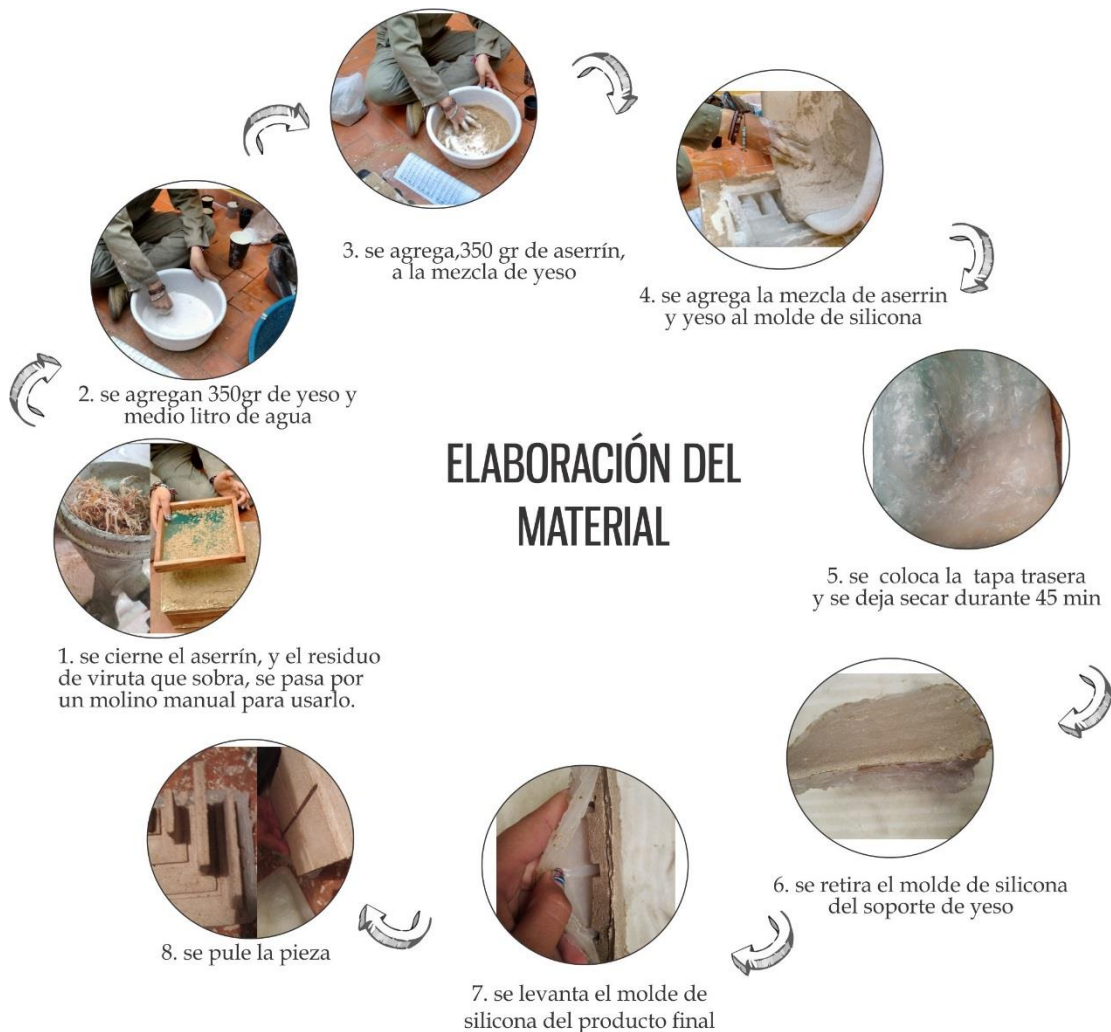 ELABORACIÓN DEL
MATERIAL
1. se cierne el aserrín, y el residuo
de viruta que sobra, se pasa por
un molino manual para usarlo.
2. se agregan 350gr de yeso y
medio litro de agua
3. se agrega,350 gr de aserrín,
a la mezcla de yeso
4. se agrega la mezcla de aserrin
y yeso al molde de silicona
5. se coloca la tapa trasera
y se deja secar durante 45 min
6. se retira el molde de silicona
del soporte de yeso
7. se levanta el molde de
silicona del producto final
8. se pule la pieza